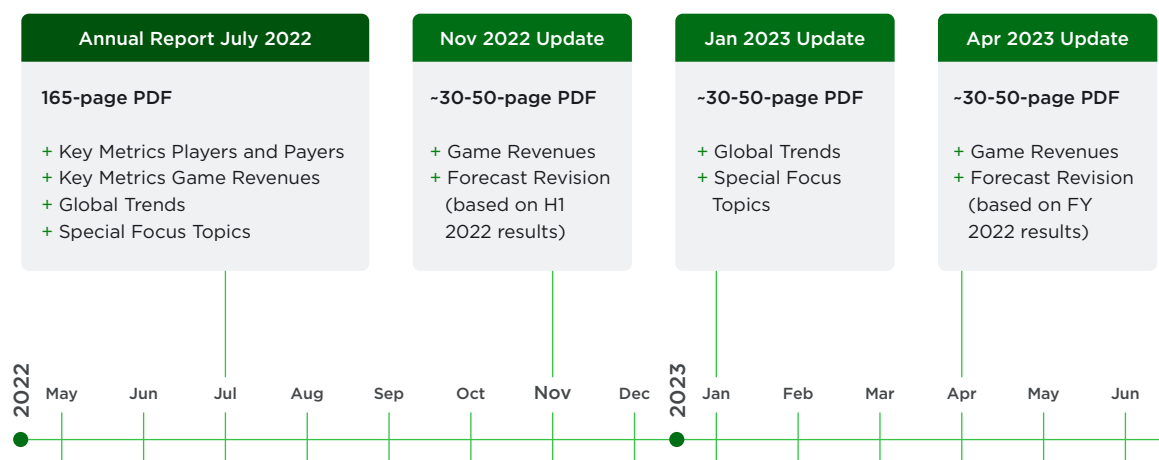 Annual Report July 2022
165-page PDF
+ Key Metrics Players and Payers
+ Key Metrics Game Revenues
+ Global Trends
+ Special Focus Topics
Nov 2022 Update
~30-50-page PDF
+ Game Revenues
+ Forecast Revision
(based on H1
2022 results)
Jan 2023 Update
~30-50-page PDF
+ Global Trends
+ Special Focus
Topics
Apr 2023 Update
~30-50-page PDF
+ Game Revenues
+ Forecast Revision
(based on FY
2022 results)
2022
May Jun Jul Aug Sep Oct Nov Dec
2023
Jan Feb Mar Apr May Jun